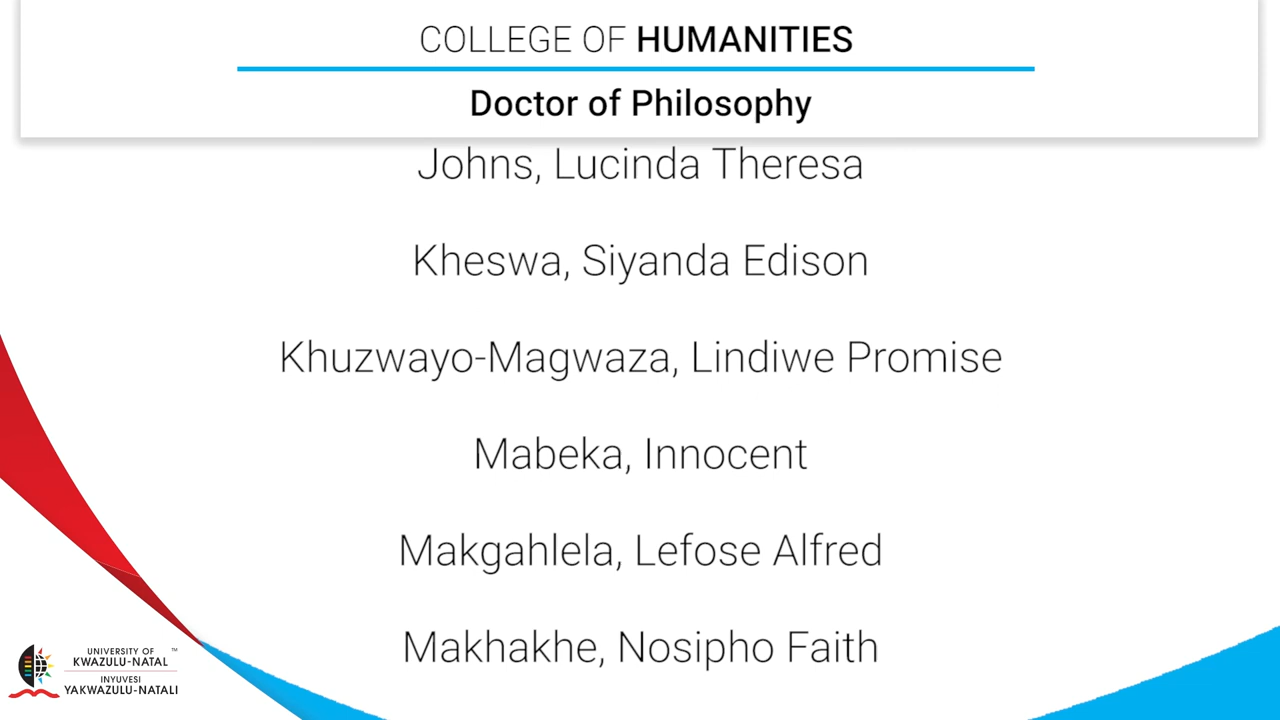 COLLEGE OF HUMANITIES
Doctor of Philosophy
Johns, Lucinda Theresa
Kheswa, Siyanda Edison
Khuzwayo-Magwaza, Lindiwe Promise
Mabeka, Innocent
Makgahlela, Lefose Alfred
Makhakhe, Nosipho Faith
UNIVERSITY OF ™
KWAZULU-NATAL
INYUVESI
YAKWAZULU-NATALI